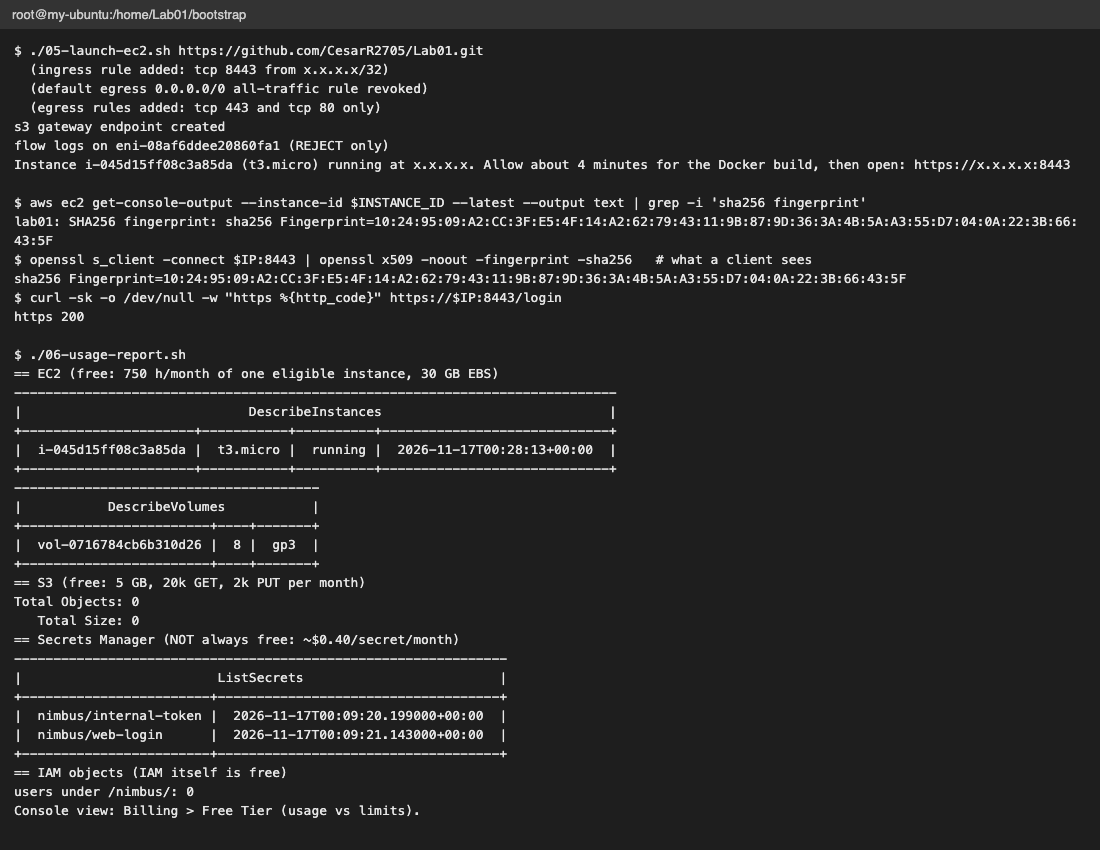 root@my-ubuntu:/home/Lab01/bootstrap
$ ./05-launch-ec2.sh https://github.com/CesarR2705/Lab01.git
  (ingress rule added: tcp 8443 from x.x.x.x/32)
  (default egress 0.0.0.0/0 all-traffic rule revoked)
  (egress rules added: tcp 443 and tcp 80 only)
s3 gateway endpoint created
flow logs on eni-08af6ddee20860fa1 (REJECT only)
Instance i-045d15ff08c3a85da (t3.micro) running at x.x.x.x. Allow about 4 minutes for the Docker build, then open: https://x.x.x.x:8443

$ aws ec2 get-console-output --instance-id $INSTANCE_ID --latest --output text | grep -i 'sha256 fingerprint'
lab01: SHA256 fingerprint: sha256 Fingerprint=10:24:95:09:A2:CC:3F:E5:4F:14:A2:62:79:43:11:9B:87:9D:36:3A:4B:5A:A3:55:D7:04:0A:22:3B:66:
43:5F
$ openssl s_client -connect $IP:8443 | openssl x509 -noout -fingerprint -sha256   # what a client sees
sha256 Fingerprint=10:24:95:09:A2:CC:3F:E5:4F:14:A2:62:79:43:11:9B:87:9D:36:3A:4B:5A:A3:55:D7:04:0A:22:3B:66:43:5F
$ curl -sk -o /dev/null -w "https %{http_code}" https://$IP:8443/login
https 200

$ ./06-usage-report.sh
== EC2 (free: 750 h/month of one eligible instance, 30 GB EBS)
-----------------------------------------------------------------------------
|                             DescribeInstances                             |
+-----------------------+-----------+----------+-----------------------------+
|  i-045d15ff08c3a85da |  t3.micro |  running |  2026-11-17T00:28:13+00:00  |
+-----------------------+-----------+----------+-----------------------------+
---------------------------------------
|           DescribeVolumes           |
+-------------------------+----+-------+
|  vol-0716784cb6b310d26 |  8 |  gp3  |
+-------------------------+----+-------+
== S3 (free: 5 GB, 20k GET, 2k PUT per month)
Total Objects: 0
   Total Size: 0
== Secrets Manager (NOT always free: ~$0.40/secret/month)
---------------------------------------------------------------
|                         ListSecrets                         |
+-------------------------+------------------------------------+
|  nimbus/internal-token |  2026-11-17T00:09:20.199000+00:00  |
|  nimbus/web-login      |  2026-11-17T00:09:21.143000+00:00  |
+-------------------------+------------------------------------+
== IAM objects (IAM itself is free)
users under /nimbus/: 0
Console view: Billing > Free Tier (usage vs limits).